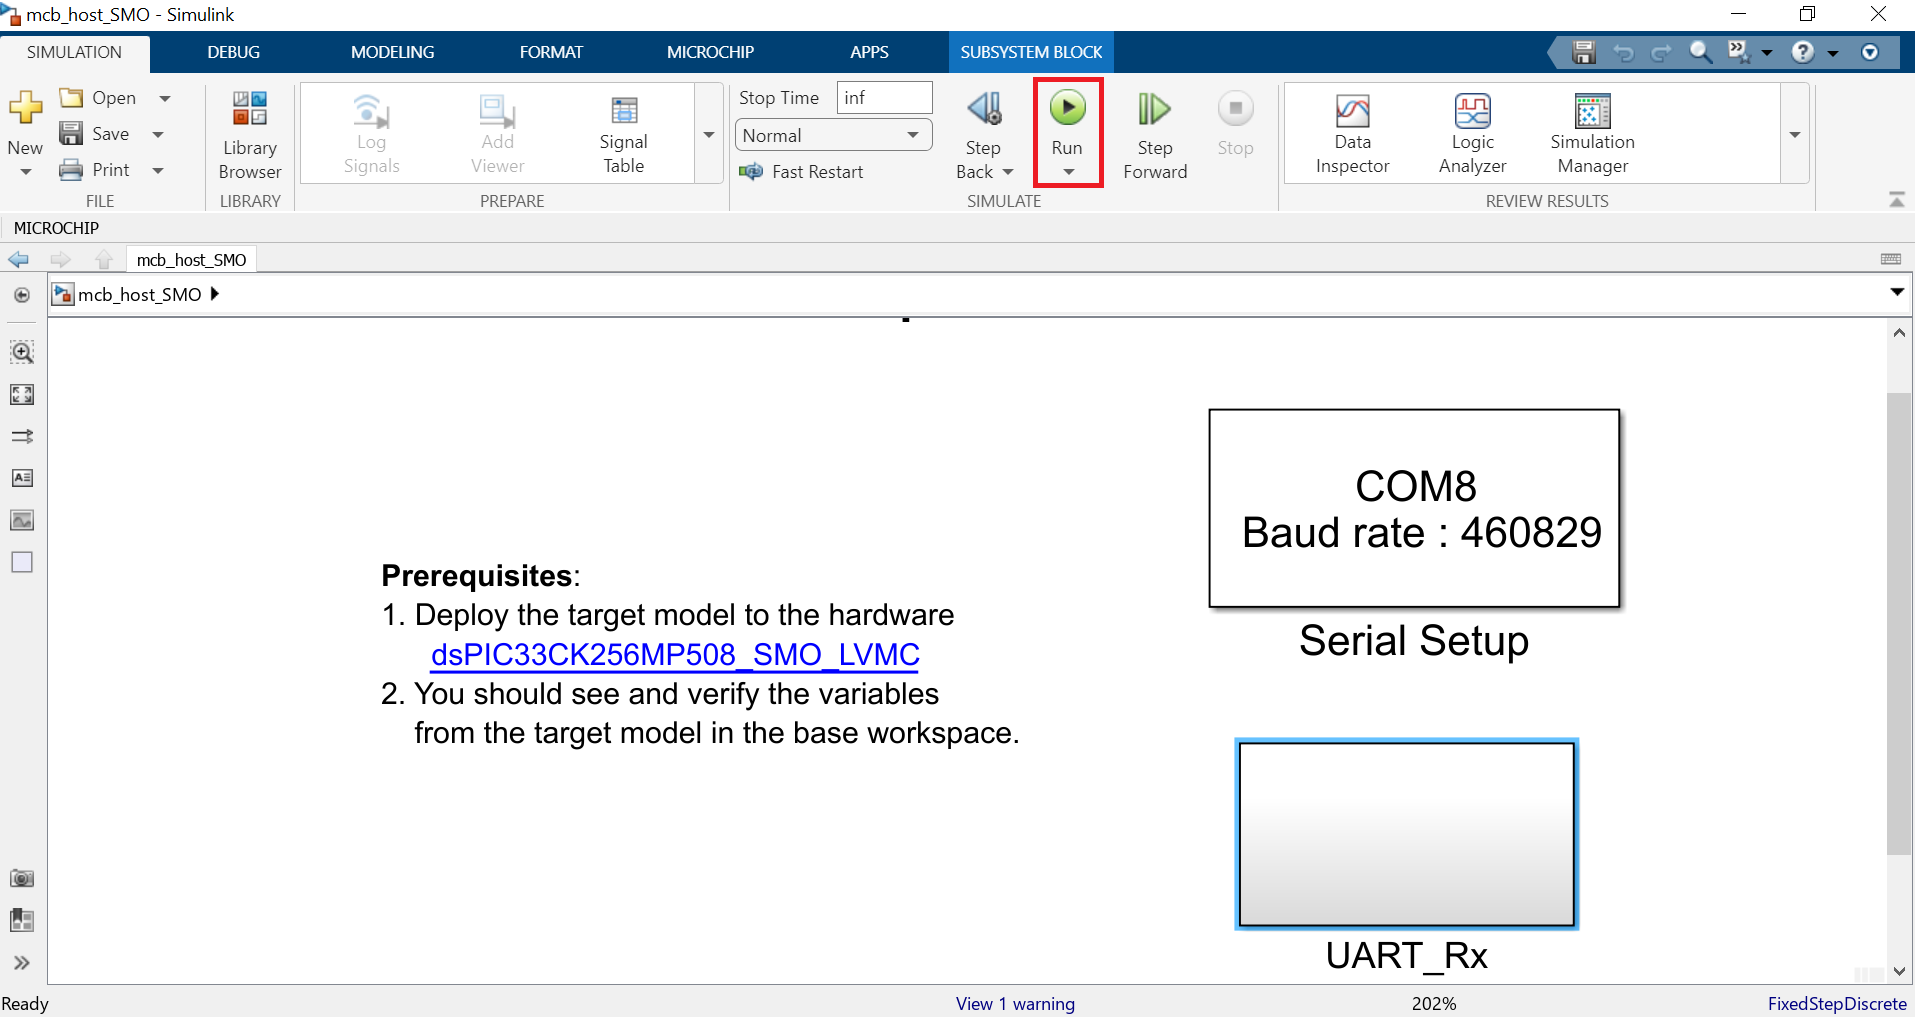 mcb_host_SMO - Simulink
SIMULATION DEBUG MODELING FORMAT MICROCHIP APPS SUBSYSTEM BLOCK
New
Open
Save
Print
FILE
Library
Browser
LIBRARY
Log
Signals
Add
Viewer
Signal
Table
PREPARE
Stop Time inf
Normal
Fast Restart
Step
Back
Run
Step
Forward
Stop
SIMULATE
Data
Inspector
Logic
Analyzer
Simulation
Manager
REVIEW RESULTS
MICROCHIP
mcb_host_SMO
mcb_host_SMO
Prerequisites:
1. Deploy the target model to the hardware
dsPIC33CK256MP508_SMO_LVMC
2. You should see and verify the variables
from the target model in the base workspace.
COM8
Baud rate : 460829
Serial Setup
UART_Rx
Ready
View 1 warning
202%
FixedStepDiscrete